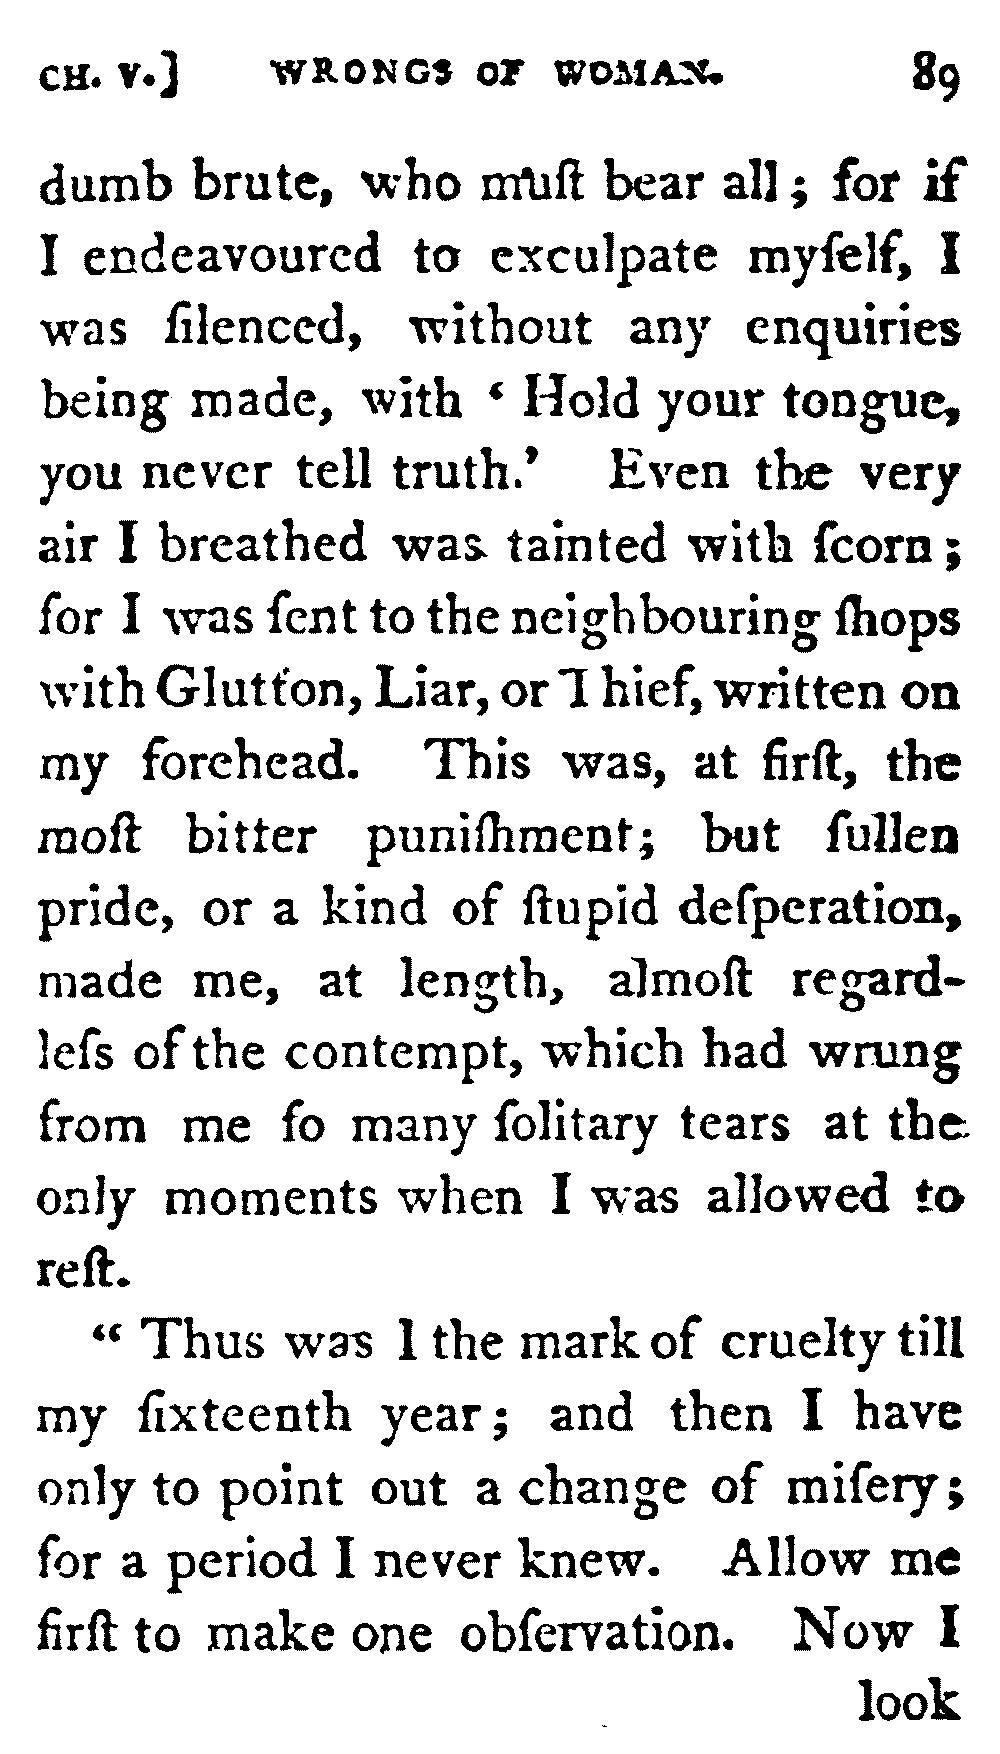 CH. V.] WRONGS OF WOMAN. 89
dumb brute, who muſt bear all; for if
I endeavoured to exculpate myſelf, I
was ſilenced, without any enquiries
being made, with ‘ Hold your tongue,
you never tell truth.’ Even the very
air I breathed was tainted with ſcorn;
for I was ſent to the neighbouring ſhops
with Glutton, Liar, or Thief, written on
my forehead. This was, at firſt, the
moſt bitter puniſhment; but ſullen
pride, or a kind of ſtupid deſperation,
made me, at length, almoſt regard-
leſs of the contempt, which had wrung
from me ſo many ſolitary tears at the
only moments when I was allowed to
reſt.
“ Thus was I the mark of cruelty till
my ſixteenth year; and then I have
only to point out a change of miſery;
for a period I never knew. Allow me
firſt to make one obſervation. Now I
look